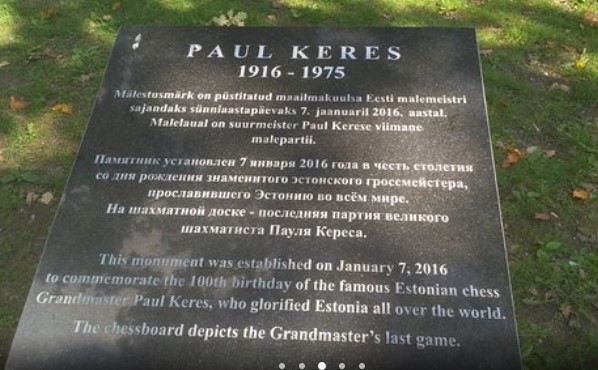 PAUL KERES
1916 - 1975
Mälestusmärk on püstitatud maailmakuulsa Eesti malemeistri
sajandaks sünniaastapäevaks 7. jaanuaril 2016. aastal.
Malelaual on suurmeister Paul Kerese viimane
malepartii.
Памятник установлен 7 января 2016 года в честь столетия
со дня рождения знаменитого эстонского гроссмейстера,
прославившего Эстонию во всём мире.
На шахматной доске - последняя партия великого
шахматиста Пауля Кереса.
This monument was established on January 7, 2016
to commemorate the 100th birthday of the famous Estonian chess
Grandmaster Paul Keres, who glorified Estonia all over the world.
The chessboard depicts the Grandmaster's last game.